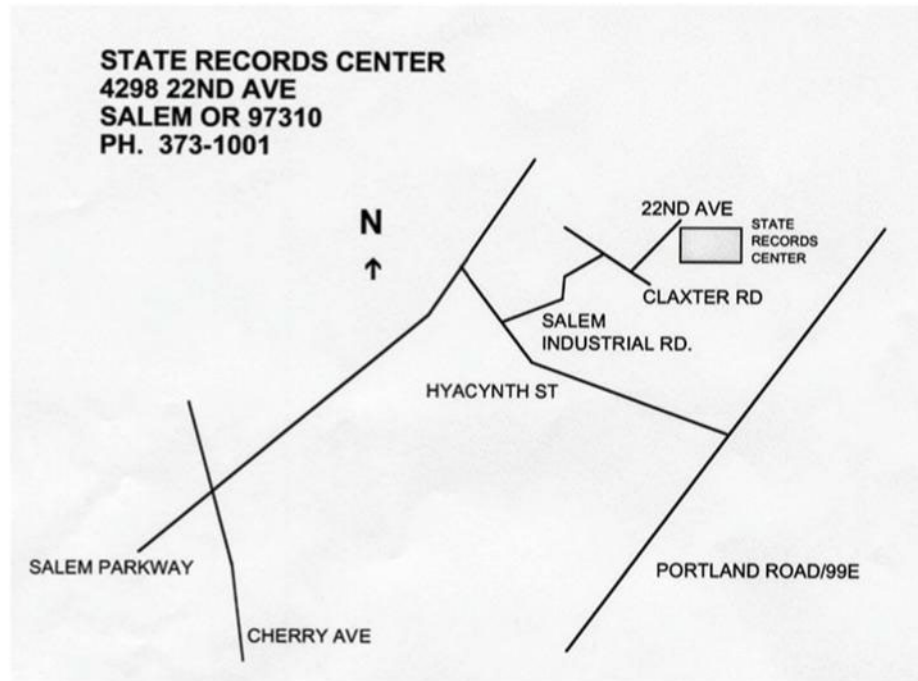 STATE RECORDS CENTER
4298 22ND AVE
SALEM OR 97310
PH. 373-1001
N
22ND AVE
STATE
RECORDS
CENTER
CLAXTER RD
SALEM
INDUSTRIAL RD.
HYACYNTH ST
SALEM PARKWAY
PORTLAND ROAD/99E
CHERRY AVE